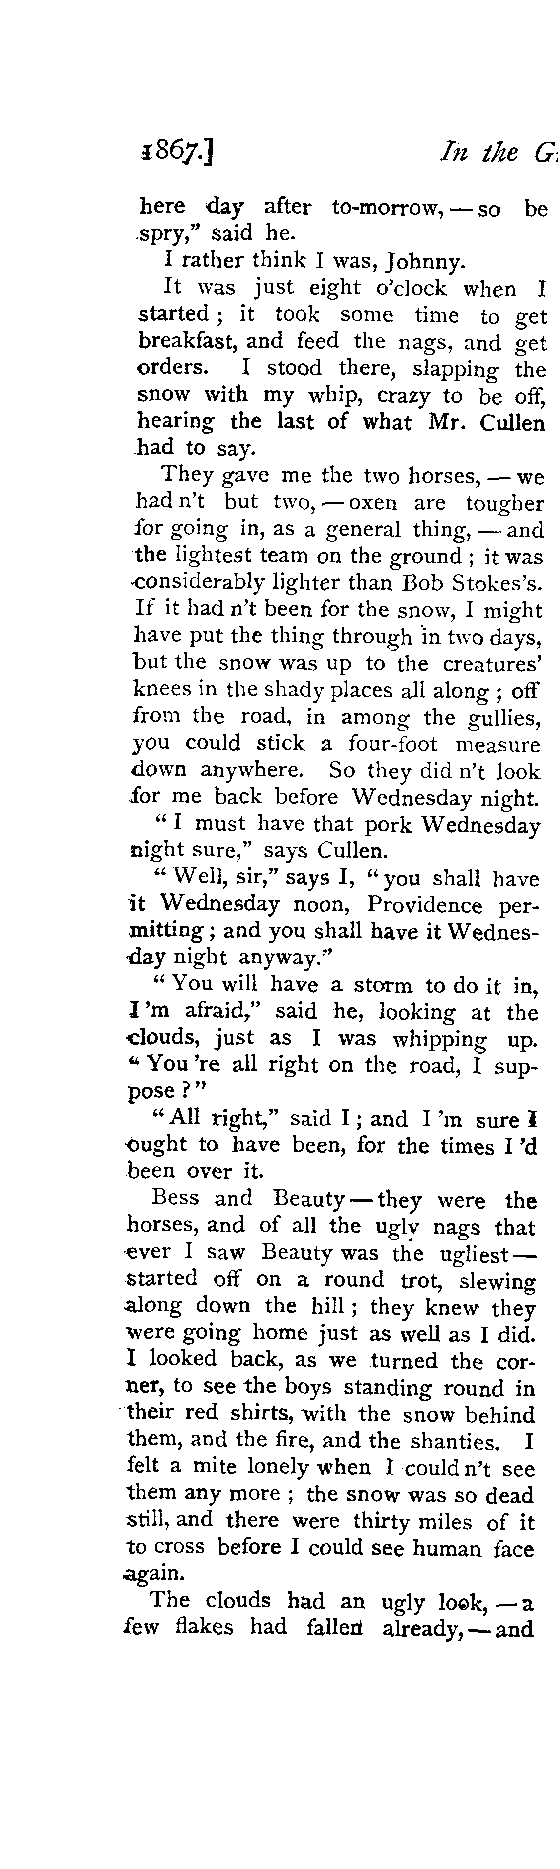 1867.] In the G
here day after to-morrow, — so be
spry,” said he.
I rather think I was, Johnny.
It was just eight o’clock when I
started ; it took some time to get
breakfast, and feed the nags, and get
orders. I stood there, slapping the
snow with my whip, crazy to be off,
hearing the last of what Mr. Cullen
had to say.
They gave me the two horses, — we
had n’t but two, — oxen are tougher
for going in, as a general thing, — and
the lightest team on the ground ; it was
considerably lighter than Bob Stokes’s.
If it had n’t been for the snow, I might
have put the thing through in two days,
but the snow was up to the creatures’
knees in the shady places all along ; off
from the road, in among the gullies,
you could stick a four-foot measure
down anywhere. So they did n’t look
for me back before Wednesday night.
“ I must have that pork Wednesday
night sure,” says Cullen.
“ Well, sir,” says I, “ you shall have
it Wednesday noon, Providence per-
mitting ; and you shall have it Wednes-
day night anyway.”
“ You will have a storm to do it in,
I ’m afraid,” said he, looking at the
clouds, just as I was whipping up.
“ You ’re all right on the road, I sup-
pose ? ”
“ All right,” said I ; and I ’m sure I
ought to have been, for the times I ’d
been over it.
Bess and Beauty — they were the
horses, and of all the ugly nags that
ever I saw Beauty was the ugliest —
started off on a round trot, slewing
along down the hill ; they knew they
were going home just as well as I did.
I looked back, as we turned the cor-
ner, to see the boys standing round in
their red shirts, with the snow behind
them, and the fire, and the shanties. I
felt a mite lonely when I could n’t see
them any more ; the snow was so dead
still, and there were thirty miles of it
to cross before I could see human face
again.
The clouds had an ugly look, — a
few flakes had fallen already, — and